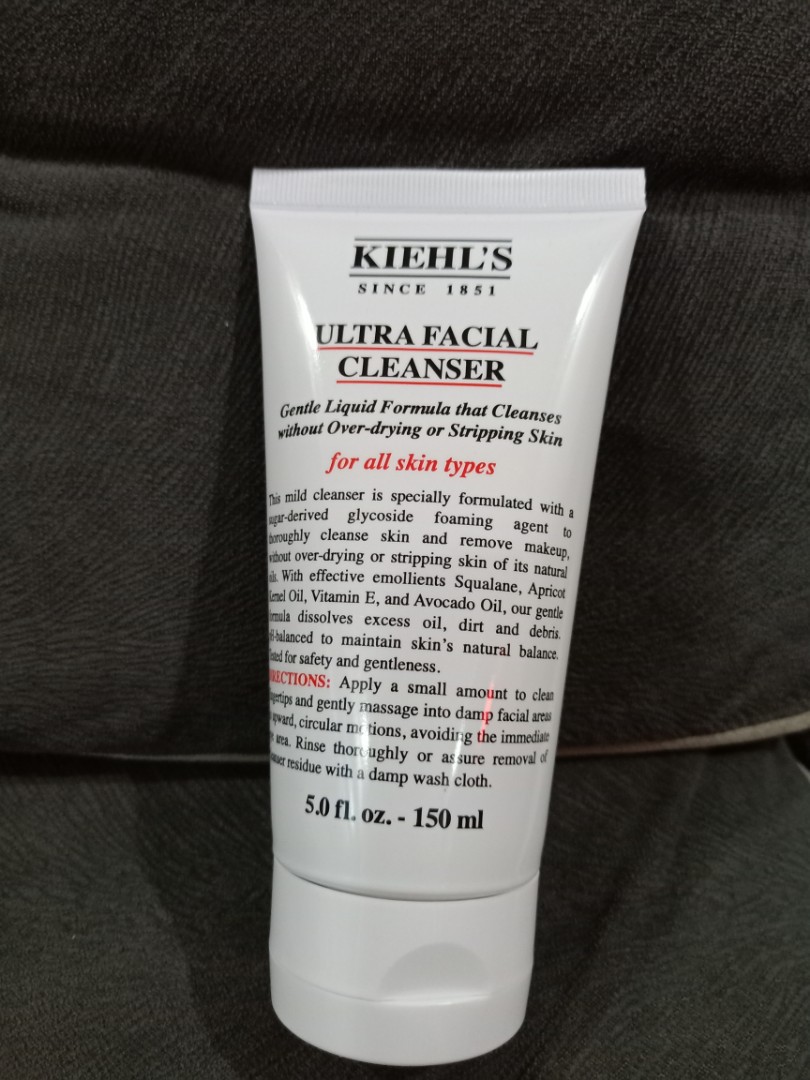 KIEHL'S
SINCE 1851
ULTRA FACIAL
CLEANSER
Gentle Liquid Formula that Cleanses
without Over-drying or Stripping Skin
for all skin types
This mild cleanser is specially formulated with a
sugar-derived glycoside foaming agent to
thoroughly cleanse skin and remove makeup,
without over-drying or stripping skin of its natural
oils. With effective emollients Squalane, Apricot
Kernel Oil, Vitamin E, and Avocado Oil, our gentle
formula dissolves excess oil, dirt and debris.
pH-balanced to maintain skin's natural balance.
Tested for safety and gentleness.
DIRECTIONS: Apply a small amount to clean
fingertips and gently massage into damp facial areas
in upward, circular motions, avoiding the immediate
eye area. Rinse thoroughly or assure removal of
cleanser residue with a damp wash cloth.
5.0 fl. oz. - 150 ml